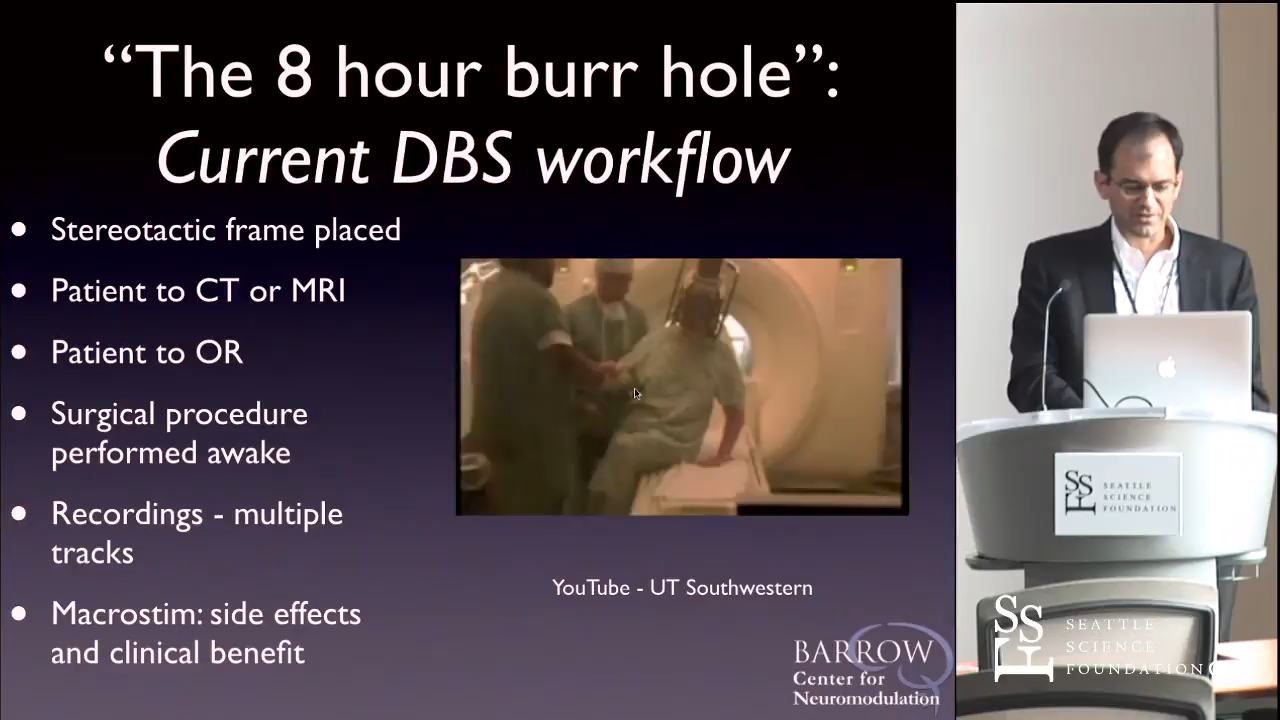 “The 8 hour burr hole”:
Current DBS workflow
Stereotactic frame placed
Patient to CT or MRI
Patient to OR
Surgical procedure
performed awake
Recordings - multiple
tracks
Macrostim: side effects
and clinical benefit
YouTube - UT Southwestern
BARROW
Center for
Neuromodulation
SSF
SEATTLE
SCIENCE
FOUNDATION
SSF
SEATTLE
SCIENCE
FOUNDATION